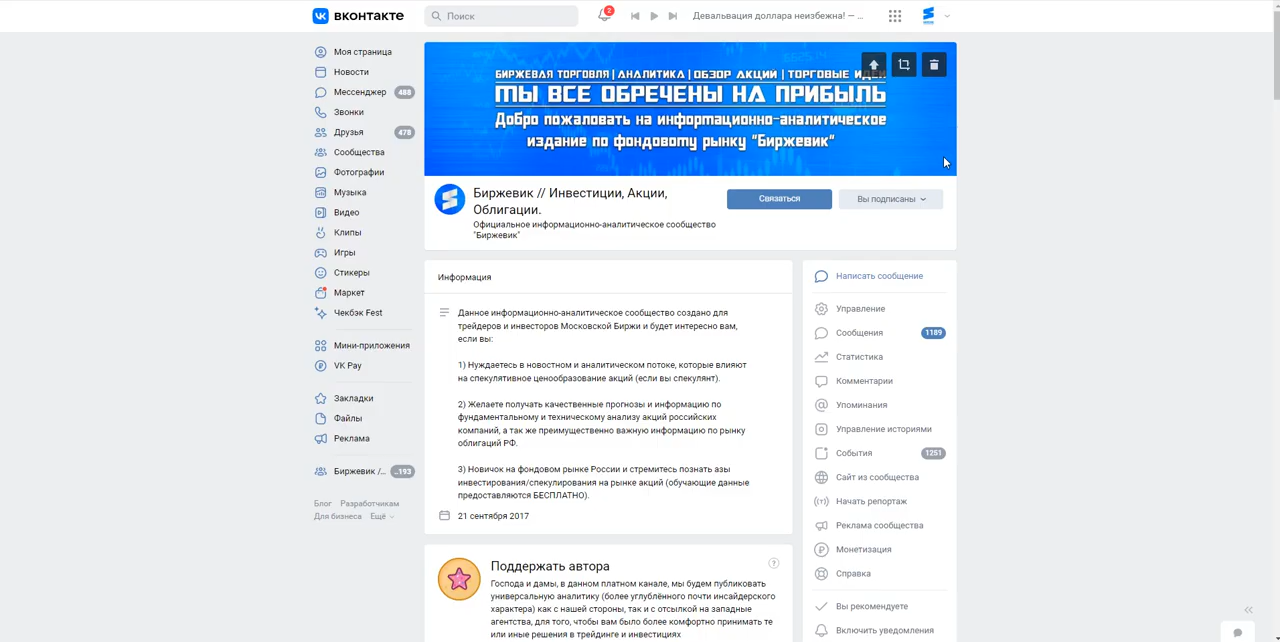 вконтакте
Поиск
2
Девальвация доллара неизбежна! — ...
Моя страница
Новости
Мессенджер 488
Звонки
Друзья 478
Сообщества
Фотографии
Музыка
Видео
Клипы
Игры
Стикеры
Маркет
Чекбэк Fest
Мини-приложения
VK Pay
Закладки
Файлы
Реклама
Биржевик /... ..193
Блог Разработчикам
Для бизнеса Ещё
БИРЖЕВАЯ ТОРГОВЛЯ | АНАЛИТИКА | ОБЗОР АКЦИЙ | ТОРГОВЫЕ ИДЕИ
МЫ ВСЕ ОБРЕЧЕНЫ НА ПРИБЫЛЬ
Добро пожаловать на информационно-аналитическое
издание по фондовому рынку "Биржевик"
Биржевик // Инвестиции, Акции,
Облигации.
Официальное информационно-аналитическое сообщество
"Биржевик"
Связаться
Вы подписаны
Информация
Данное информационно-аналитическое сообщество создано для
трейдеров и инвесторов Московской Биржи и будет интересно вам,
если вы:
1) Нуждаетесь в новостном и аналитическом потоке, которые влияют
на спекулятивное ценообразование акций (если вы спекулянт).
2) Желаете получать качественные прогнозы и информацию по
фундаментальному и техническому анализу акций российских
компаний, а так же преимущественно важную информацию по рынку
облигаций РФ.
3) Новичок на фондовом рынке России и стремитесь познать азы
инвестирования/спекулирования на рынке акций (обучающие данные
предоставляются БЕСПЛАТНО).
21 сентября 2017
Поддержать автора
Господа и дамы, в данном платном канале, мы будем публиковать
универсальную аналитику (более углублённого почти инсайдерского
характера) как с нашей стороны, так и с отсылкой на западные
агентства, для того, чтобы вам было более комфортно принимать те
или иные решения в трейдинге и инвестициях
Написать сообщение
Управление
Сообщения 1189
Статистика
Комментарии
Упоминания
Управление историями
События 1251
Сайт из сообщества
Начать репортаж
Реклама сообщества
Монетизация
Справка
Вы рекомендуете
Включить уведомления